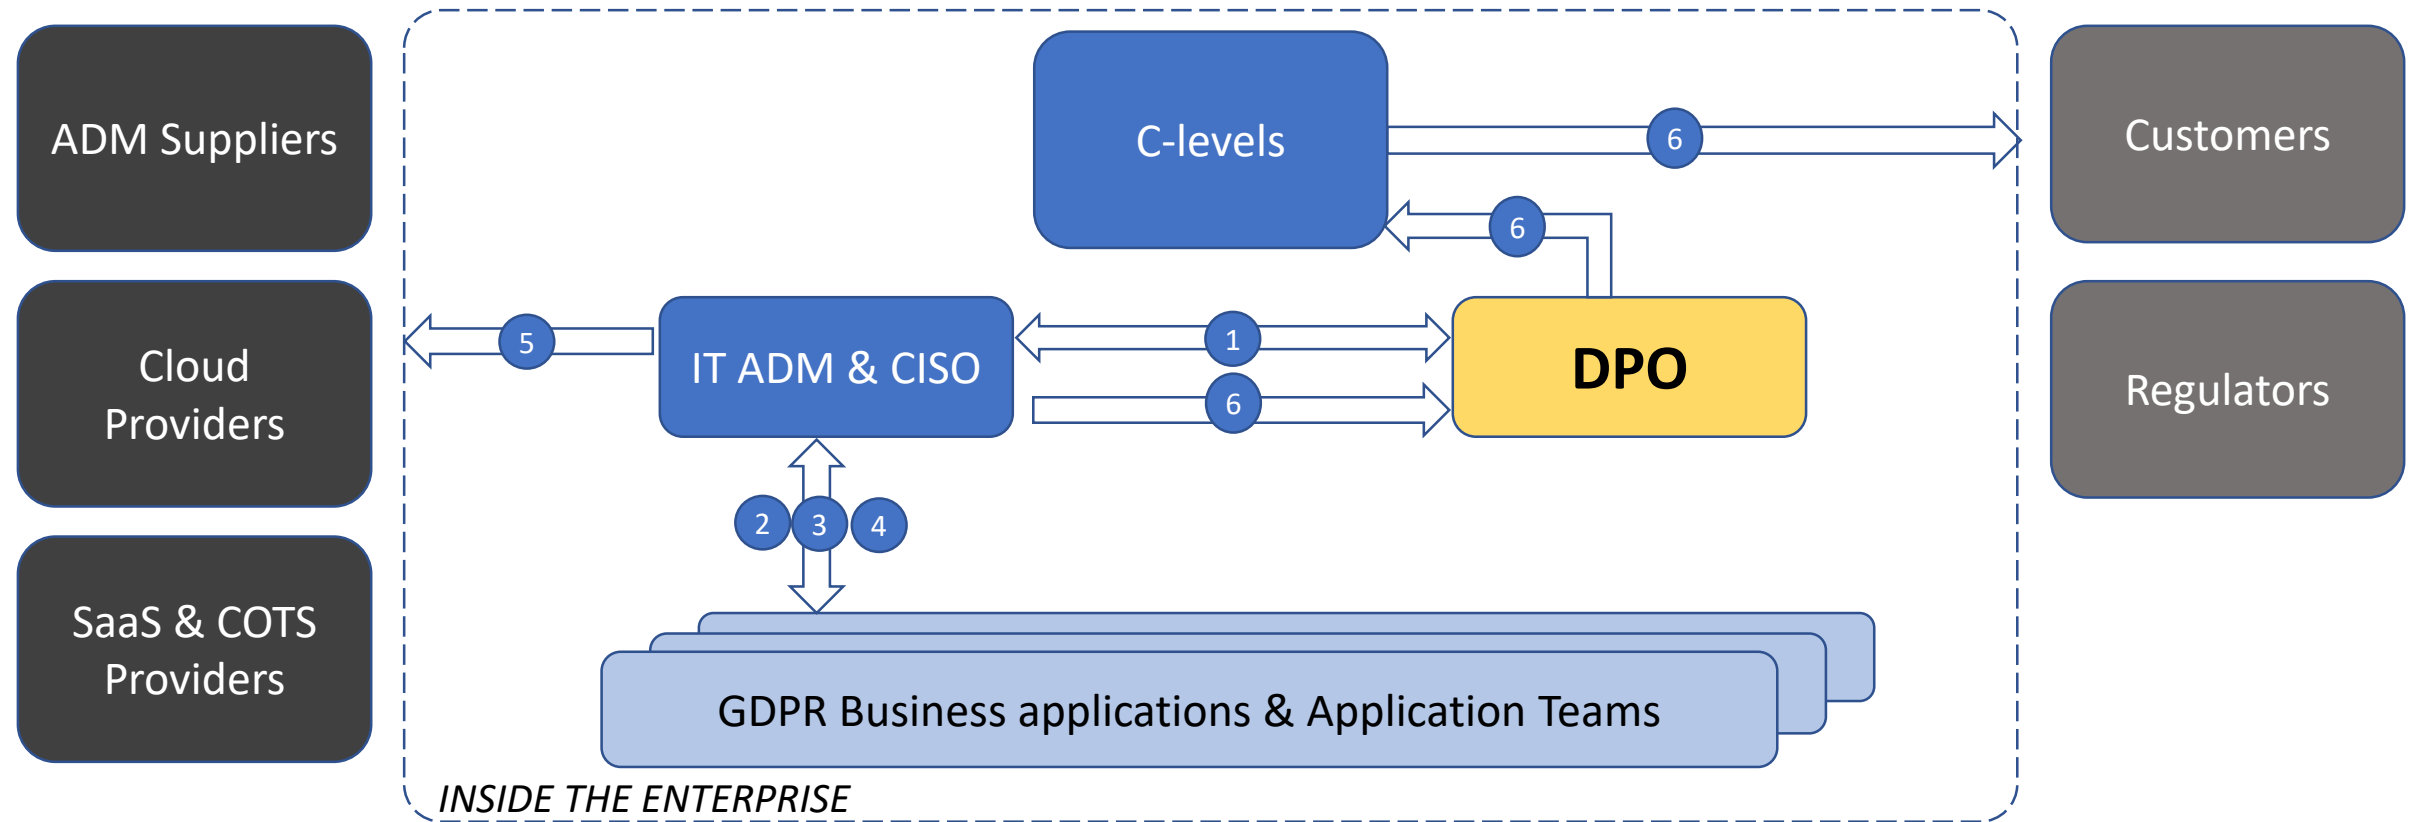 ADM Suppliers
C-levels
6
Customers
6
Cloud
Providers
5
IT ADM & CISO
1
6
DPO
Regulators
2
3
4
SaaS & COTS
Providers
GDPR Business applications & Application Teams
INSIDE THE ENTERPRISE